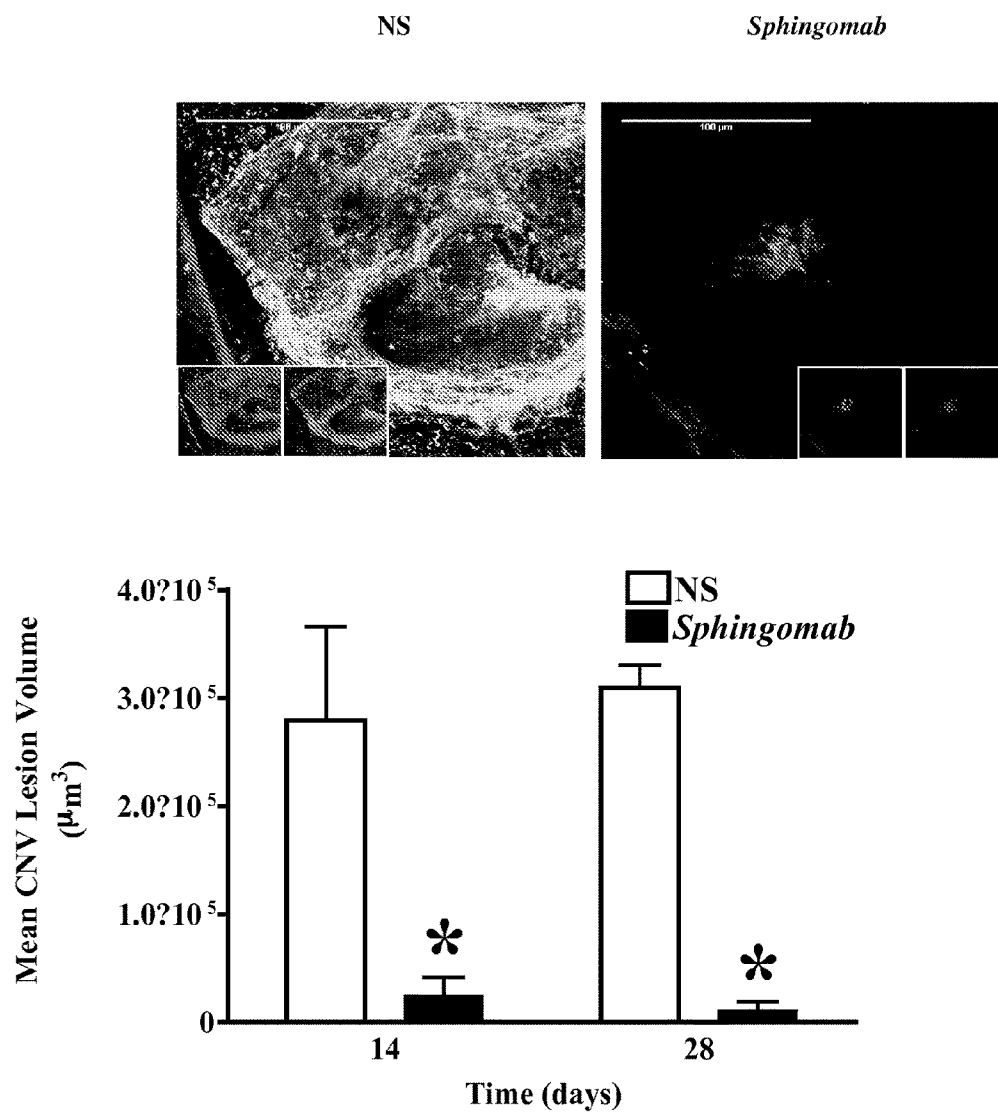 NS
Sphingomab
100 µm
Mean CNV Lesion Volume
(µm³)
4.0?10 5
3.0?10 5
2.0?10 5
1.0?10 5
0
NS
Sphingomab
*
*
14
28
Time (days)